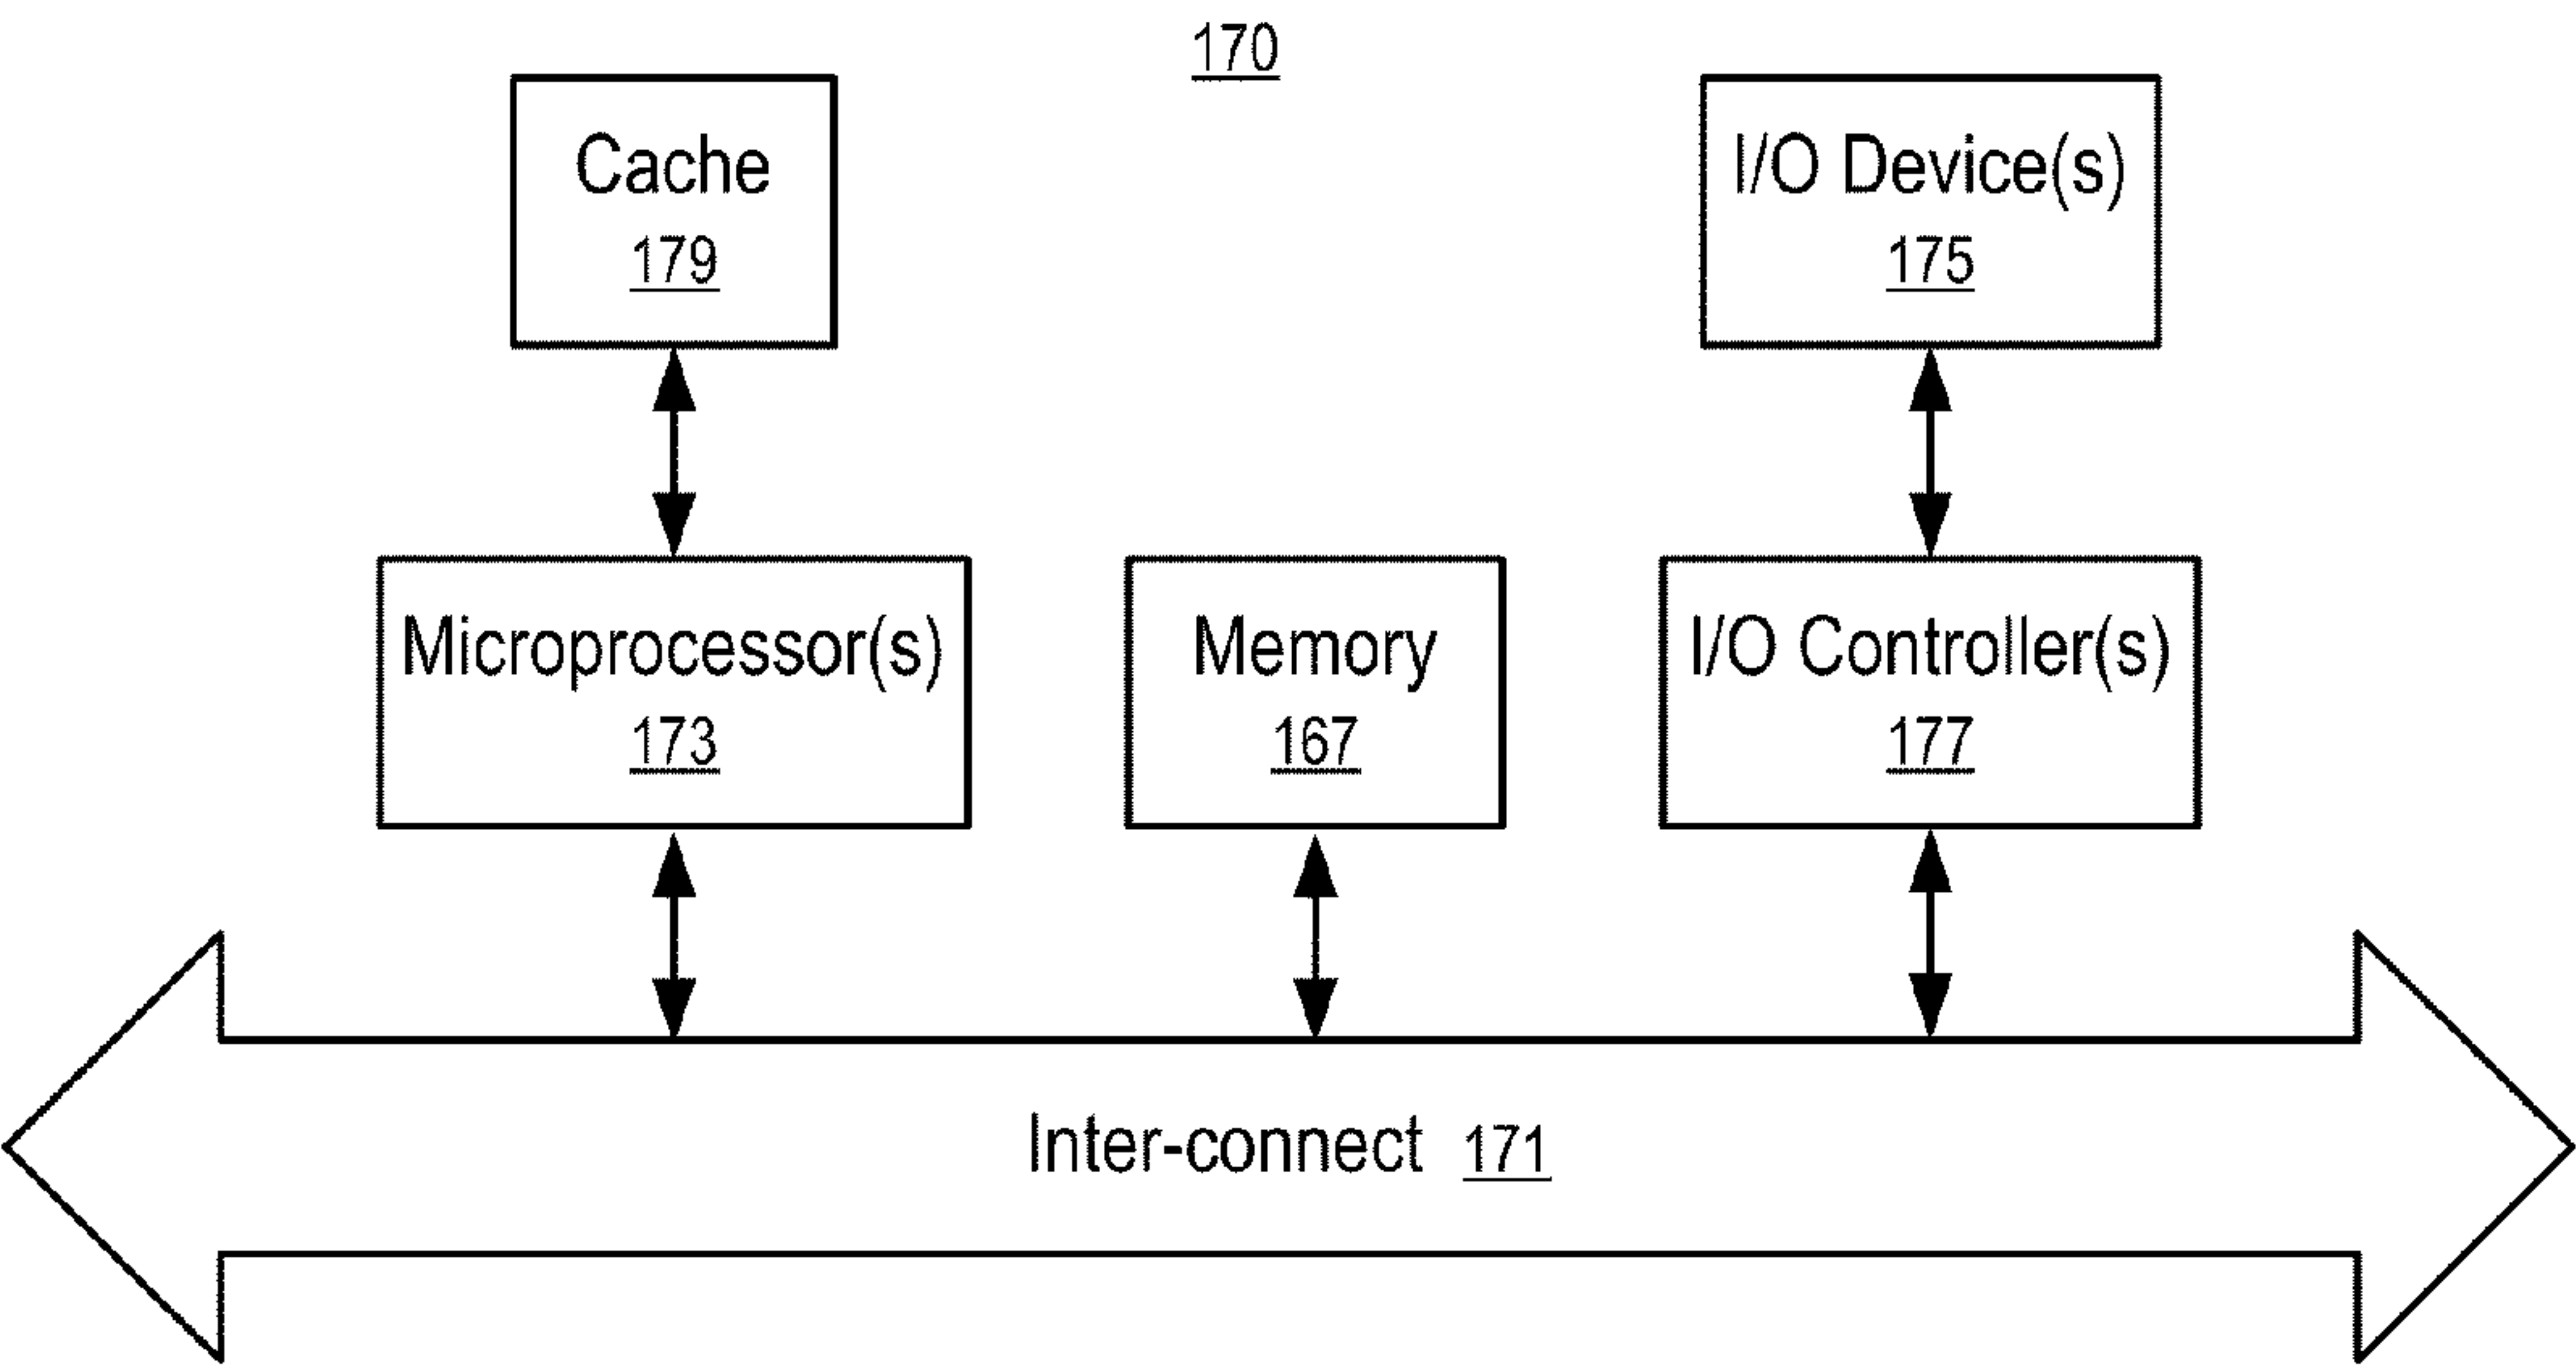 170
Cache
179
I/O Device(s)
175
Microprocessor(s)
173
Memory
167
I/O Controller(s)
177
Inter-connect 171